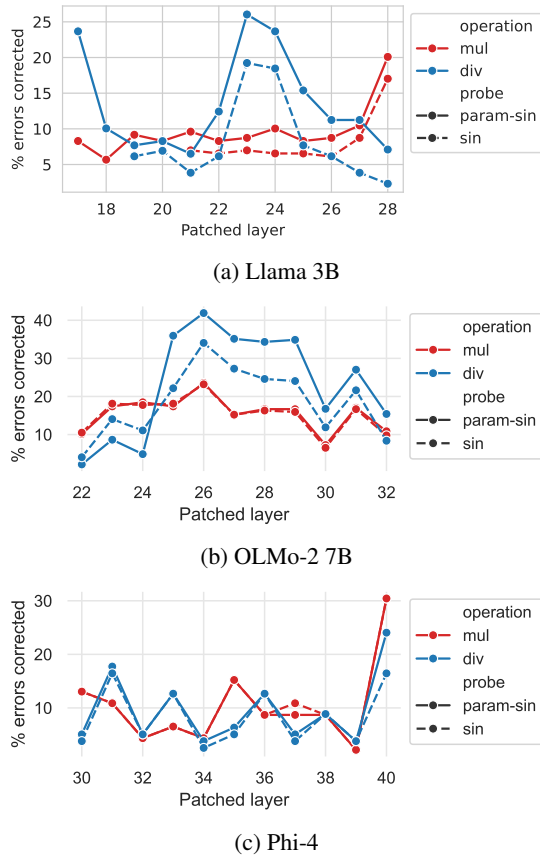 25
20
15
10
5
% errors corrected
18 20 22 24 26 28
Patched layer
operation
mul
div
probe
param-sin
sin
(a) Llama 3B
40
30
20
10
% errors corrected
22 24 26 28 30 32
Patched layer
operation
mul
div
probe
param-sin
sin
(b) OLMo-2 7B
30
20
10
% errors corrected
30 32 34 36 38 40
Patched layer
operation
mul
div
probe
param-sin
sin
(c) Phi-4